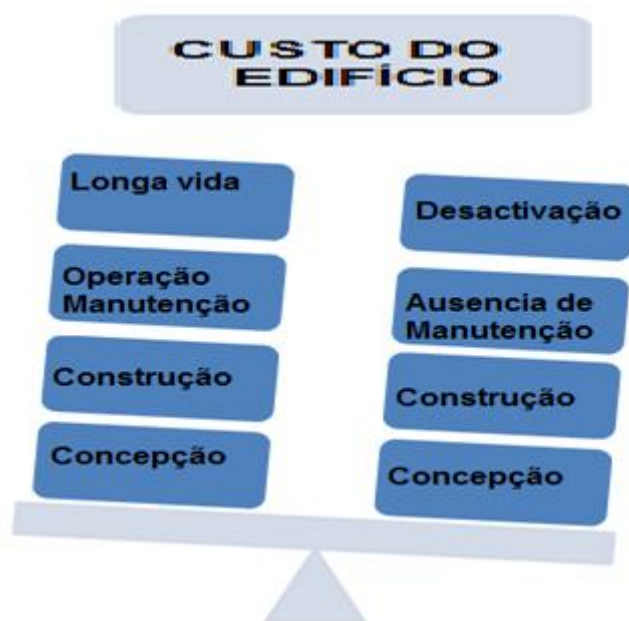 CUSTO DO
EDIFÍCIO
Longa vida
Operação
Manutenção
Construção
Concepção
Desactivação
Ausencia de
Manutenção
Construção
Concepção